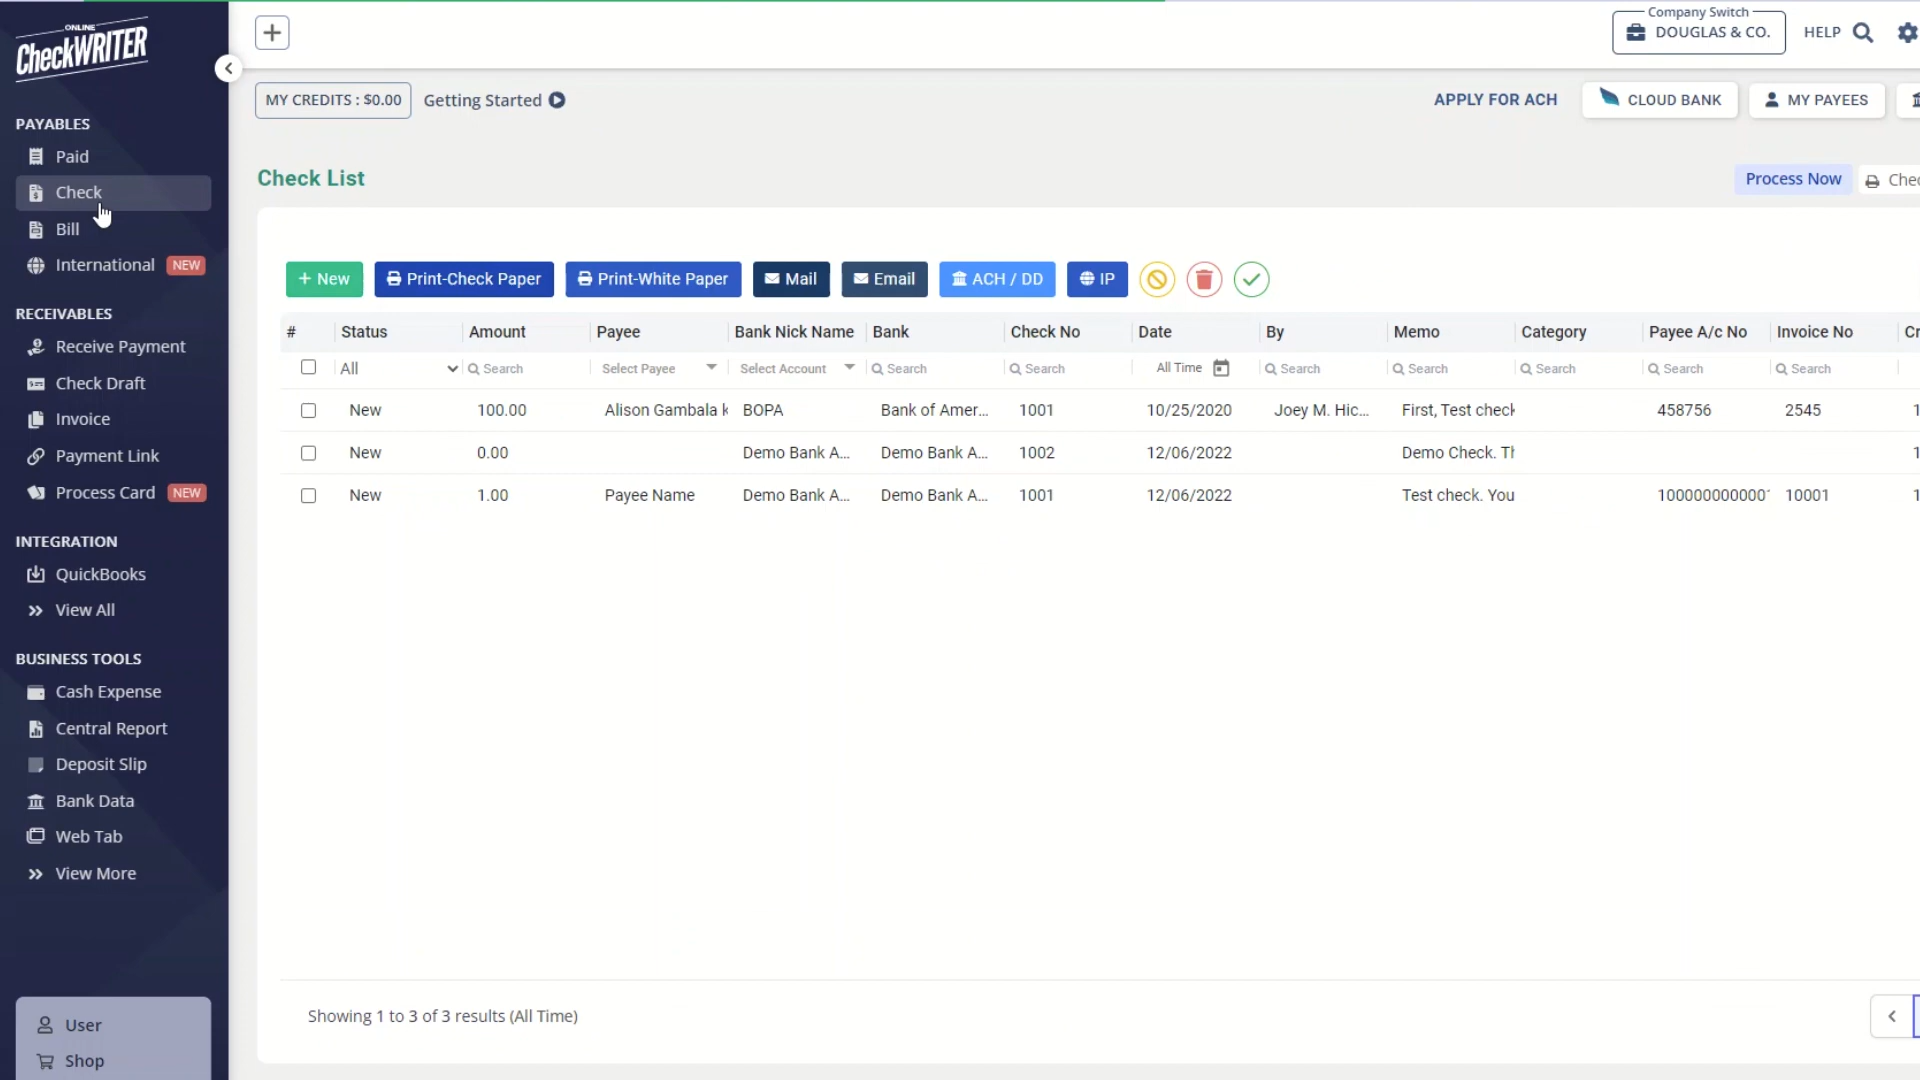 ONLINE
CheckWRITER
Company Switch
DOUGLAS & CO.
HELP
MY CREDITS : $0.00
Getting Started
APPLY FOR ACH
CLOUD BANK
MY PAYEES
PAYABLES
Paid
Check
Bill
International NEW
RECEIVABLES
Receive Payment
Check Draft
Invoice
Payment Link
Process Card NEW
INTEGRATION
QuickBooks
View All
BUSINESS TOOLS
Cash Expense
Central Report
Deposit Slip
Bank Data
Web Tab
View More
User
Shop
Check List
Process Now
Chec
+ New
Print-Check Paper
Print-White Paper
Mail
Email
ACH / DD
IP
# Status Amount Payee Bank Nick Name Bank Check No Date By Memo Category Payee A/c No Invoice No Cr
All Search Select Payee Select Account Search Search All Time Search Search Search Search Search
New 100.00 Alison Gambala BOPA Bank of Amer... 1001 10/25/2020 Joey M. Hic... First, Test check 458756 2545 1
New 0.00 Demo Bank A... Demo Bank A... 1002 12/06/2022 Demo Check. Th 1
New 1.00 Payee Name Demo Bank A... Demo Bank A... 1001 12/06/2022 Test check. You 100000000000 10001 1
Showing 1 to 3 of 3 results (All Time)